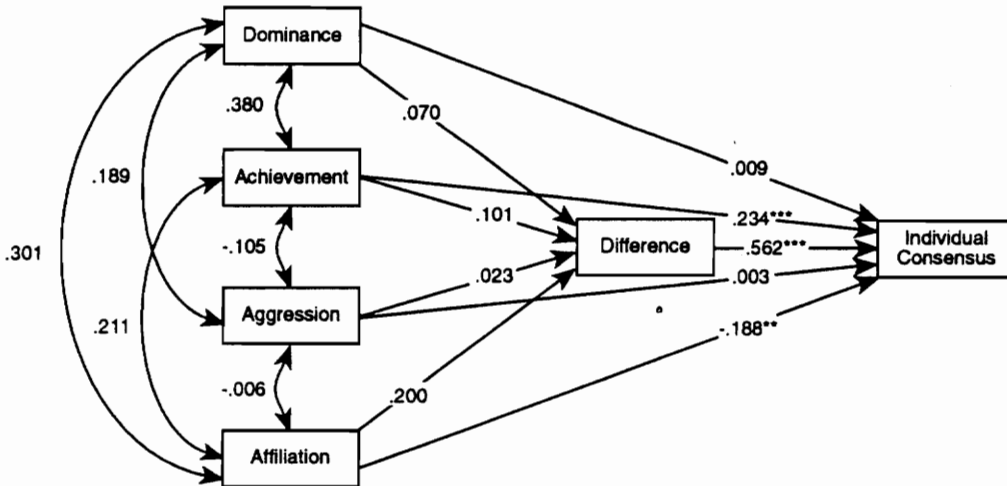 Dominance
.380
.070
.189
Achievement
.009
.101
.234***
.301
-.105
Difference
.562***
Individual
Consensus
.023
.003
.211
Aggression
-.188**
-.006
.200
Affiliation